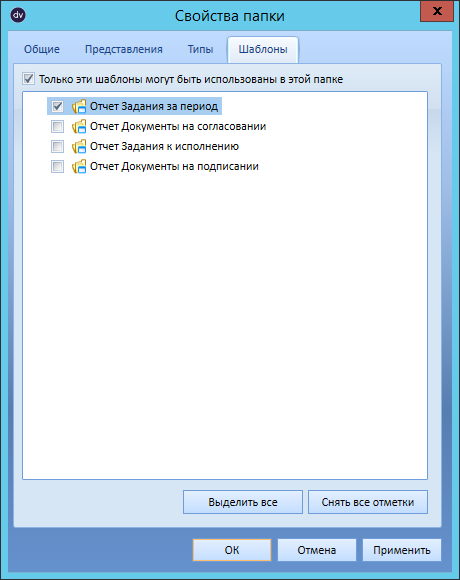 dv
Свойства папки
x
Общие Представления Типы Шаблоны
Только эти шаблоны могут быть использованы в этой папке
Отчет Задания за период
Отчет Документы на согласовании
Отчет Задания к исполнению
Отчет Документы на подписании
Выделить все Снять все отметки
ОК Отмена Применить